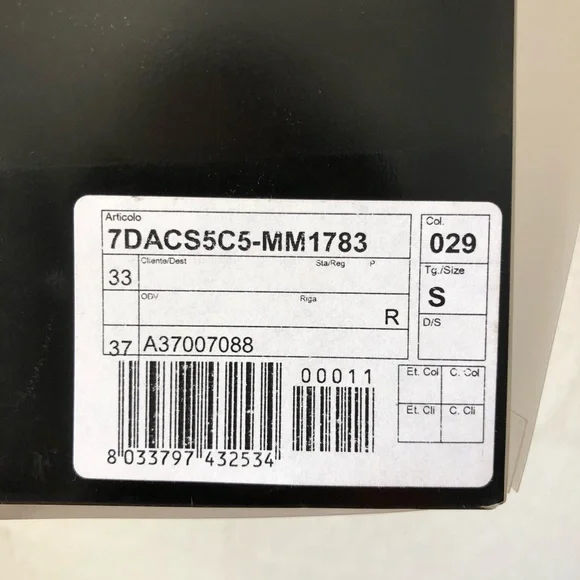 Articolo
7DACS5C5-MM1783
Col.
029
33
Cliente/Dest
Sta/Reg
P
Tg./Size
S
ODV
Riga
R
D/S
37
A37007088
00011
Et. Col
C. Col
Et. Cli
C. Cli
8 033797 432534